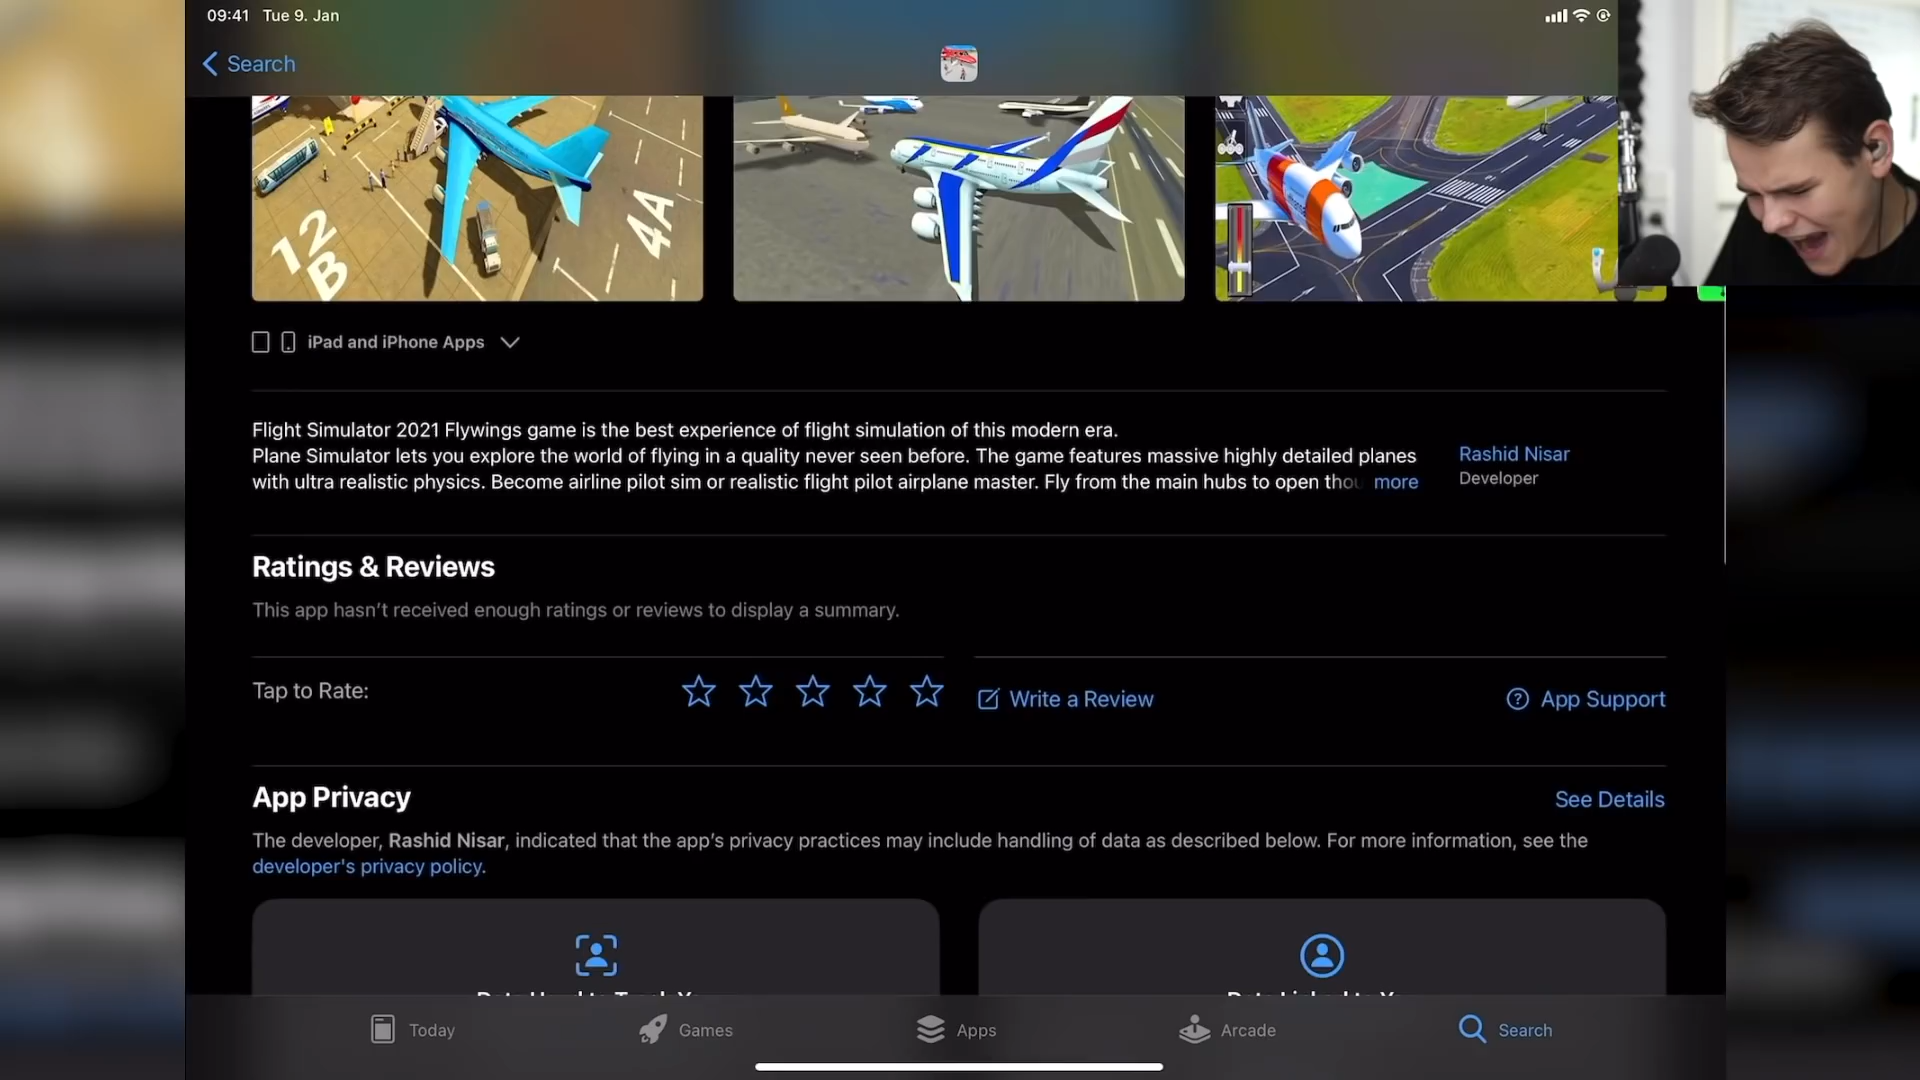 09:41 Tue 9. Jan
Search
12
B
4A
iPad and iPhone Apps
Flight Simulator 2021 Flywings game is the best experience of flight simulation of this modern era.
Plane Simulator lets you explore the world of flying in a quality never seen before. The game features massive highly detailed planes
with ultra realistic physics. Become airline pilot sim or realistic flight pilot airplane master. Fly from the main hubs to open more
Rashid Nisar
Developer
Ratings & Reviews
This app hasn't received enough ratings or reviews to display a summary.
Tap to Rate:
Write a Review
App Support
App Privacy
See Details
The developer, Rashid Nisar, indicated that the app's privacy practices may include handling of data as described below. For more information, see the
developer's privacy policy.
Today
Games
Apps
Arcade
Search